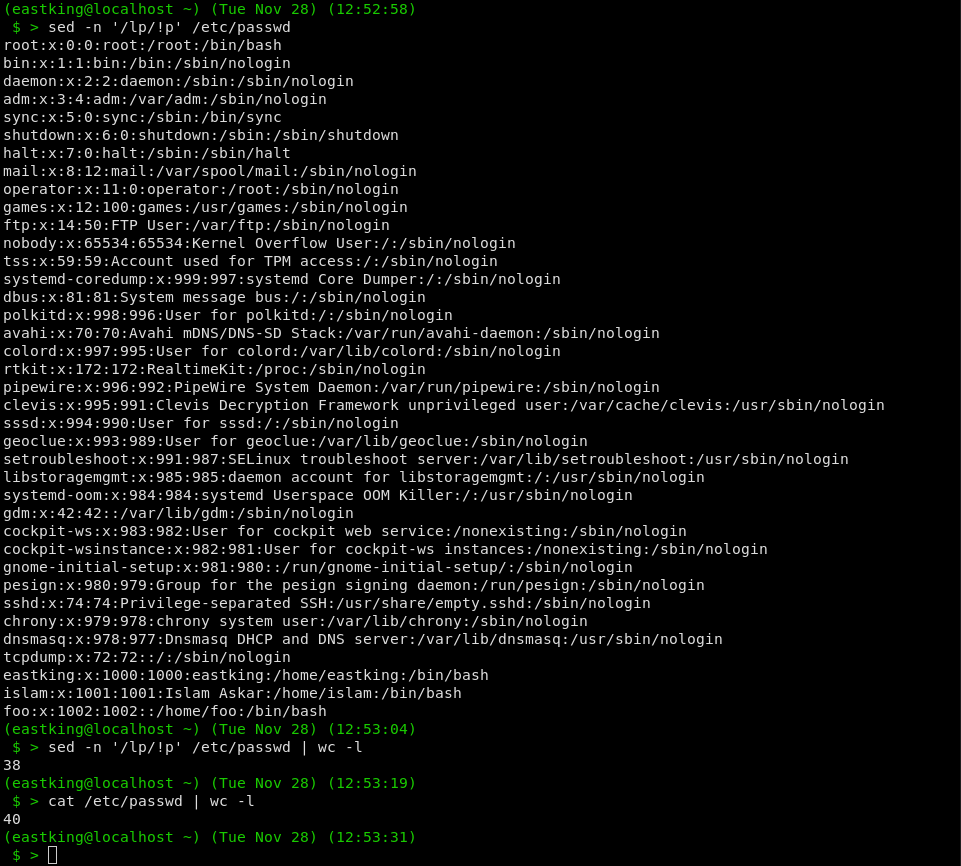 (eastking@localhost ~) (Tue Nov 28) (12:52:58)
$ > sed -n '/lp/!p' /etc/passwd
root:x:0:0:root:/root:/bin/bash
bin:x:1:1:bin:/bin:/sbin/nologin
daemon:x:2:2:daemon:/sbin:/sbin/nologin
adm:x:3:4:adm:/var/adm:/sbin/nologin
sync:x:5:0:sync:/sbin:/bin/sync
shutdown:x:6:0:shutdown:/sbin:/sbin/shutdown
halt:x:7:0:halt:/sbin:/sbin/halt
mail:x:8:12:mail:/var/spool/mail:/sbin/nologin
operator:x:11:0:operator:/root:/sbin/nologin
games:x:12:100:games:/usr/games:/sbin/nologin
ftp:x:14:50:FTP User:/var/ftp:/sbin/nologin
nobody:x:65534:65534:Kernel Overflow User:/:/sbin/nologin
tss:x:59:59:Account used for TPM access:/:/sbin/nologin
systemd-coredump:x:999:997:systemd Core Dumper:/:/sbin/nologin
dbus:x:81:81:System message bus:/:/sbin/nologin
polkitd:x:998:996:User for polkitd:/:/sbin/nologin
avahi:x:70:70:Avahi mDNS/DNS-SD Stack:/var/run/avahi-daemon:/sbin/nologin
colord:x:997:995:User for colord:/var/lib/colord:/sbin/nologin
rtkit:x:172:172:RealtimeKit:/proc:/sbin/nologin
pipewire:x:996:992:PipeWire System Daemon:/var/run/pipewire:/sbin/nologin
clevis:x:995:991:Clevis Decryption Framework unprivileged user:/var/cache/clevis:/usr/sbin/nologin
sssd:x:994:990:User for sssd:/:/sbin/nologin
geoclue:x:993:989:User for geoclue:/var/lib/geoclue:/sbin/nologin
setroubleshoot:x:991:987:SELinux troubleshoot server:/var/lib/setroubleshoot:/usr/sbin/nologin
libstoragemgmt:x:985:985:daemon account for libstoragemgmt:/:/usr/sbin/nologin
systemd-oom:x:984:984:systemd Userspace OOM Killer:/:/usr/sbin/nologin
gdm:x:42:42::/var/lib/gdm:/sbin/nologin
cockpit-ws:x:983:982:User for cockpit web service:/nonexisting:/sbin/nologin
cockpit-wsinstance:x:982:981:User for cockpit-ws instances:/nonexisting:/sbin/nologin
gnome-initial-setup:x:981:980::/run/gnome-initial-setup/:/sbin/nologin
pesign:x:980:979:Group for the pesign signing daemon:/run/pesign:/sbin/nologin
sshd:x:74:74:Privilege-separated SSH:/usr/share/empty.sshd:/sbin/nologin
chrony:x:979:978:chrony system user:/var/lib/chrony:/sbin/nologin
dnsmasq:x:978:977:Dnsmasq DHCP and DNS server:/var/lib/dnsmasq:/usr/sbin/nologin
tcpdump:x:72:72::/:/sbin/nologin
eastking:x:1000:1000:eastking:/home/eastking:/bin/bash
islam:x:1001:1001:Islam Askar:/home/islam:/bin/bash
foo:x:1002:1002::/home/foo:/bin/bash
(eastking@localhost ~) (Tue Nov 28) (12:53:04)
$ > sed -n '/lp/!p' /etc/passwd | wc -l
38
(eastking@localhost ~) (Tue Nov 28) (12:53:19)
$ > cat /etc/passwd | wc -l
40
(eastking@localhost ~) (Tue Nov 28) (12:53:31)
$ >